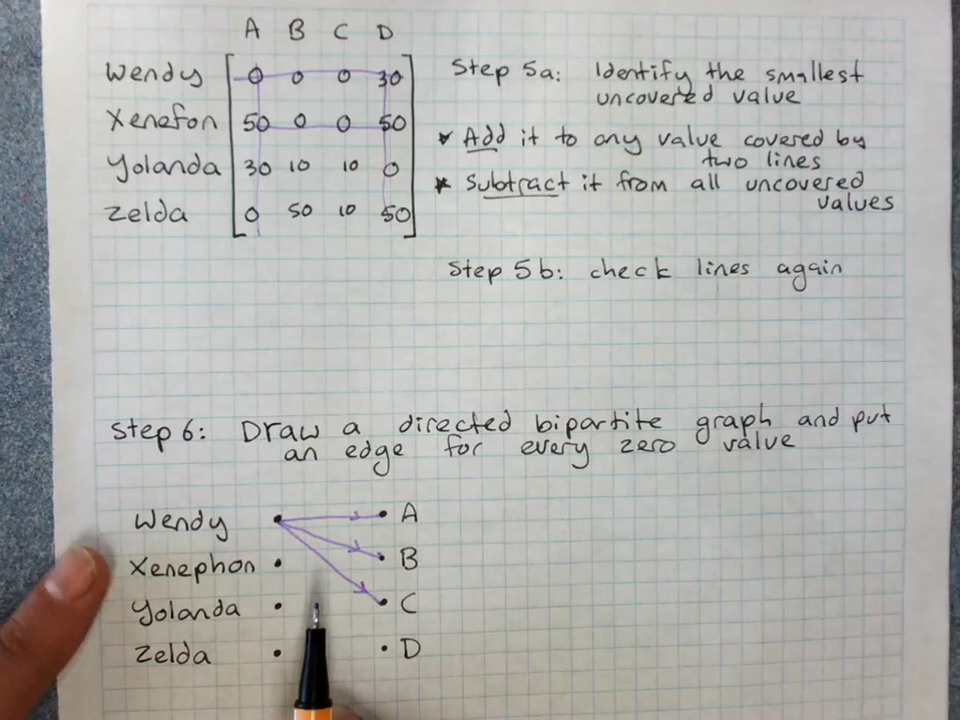 A B C D
Wendy 0 0 0 30
Xenefon 50 0 0 50
Yolanda 30 10 10 0
Zelda 0 50 10 50
Step 5a: Identify the smallest
uncovered value
* Add it to any value covered by
two lines
* Subtract it from all uncovered
values
Step 5b: check lines again
Step 6: Draw a directed bipartite graph and put
an edge for every zero value
Wendy A
Xenephon B
Yolanda C
Zelda D